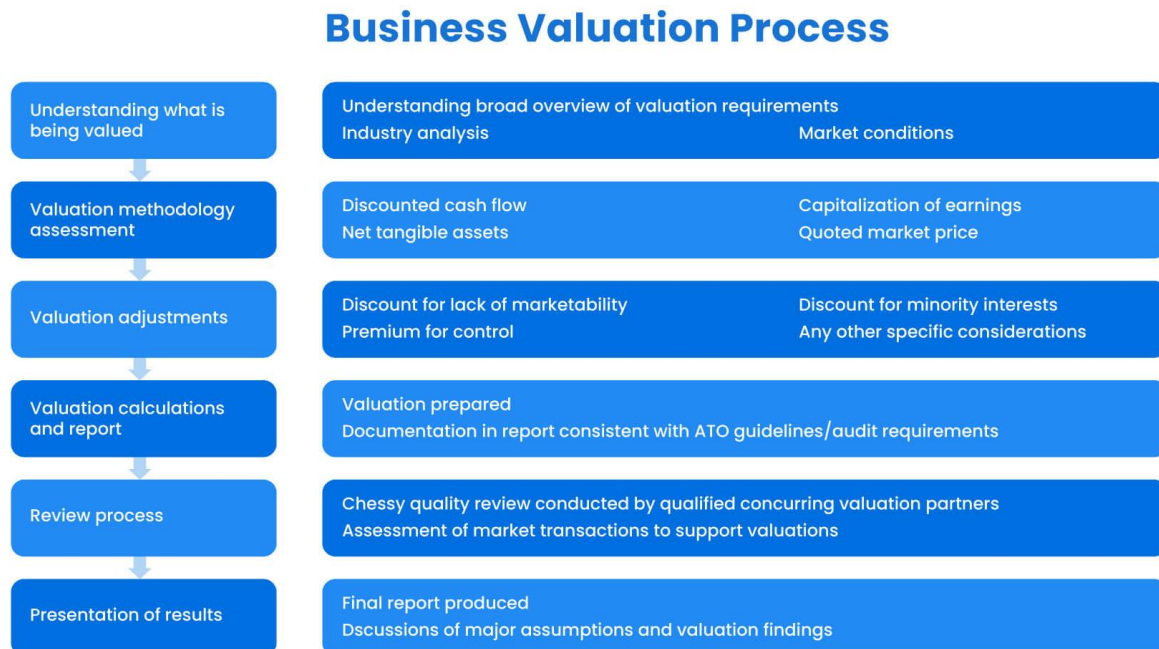 Business Valuation Process
Understanding what is
being valued
Understanding broad overview of valuation requirements
Industry analysis
Market conditions
Valuation methodology
assessment
Discounted cash flow
Capitalization of earnings
Net tangible assets
Quoted market price
Valuation adjustments
Discount for lack of marketability
Discount for minority interests
Premium for control
Any other specific considerations
Valuation calculations
and report
Valuation prepared
Documentation in report consistent with ATO guidelines/audit requirements
Review process
Chessy quality review conducted by qualified concurring valuation partners
Assessment of market transactions to support valuations
Presentation of results
Final report produced
Dscussions of major assumptions and valuation findings